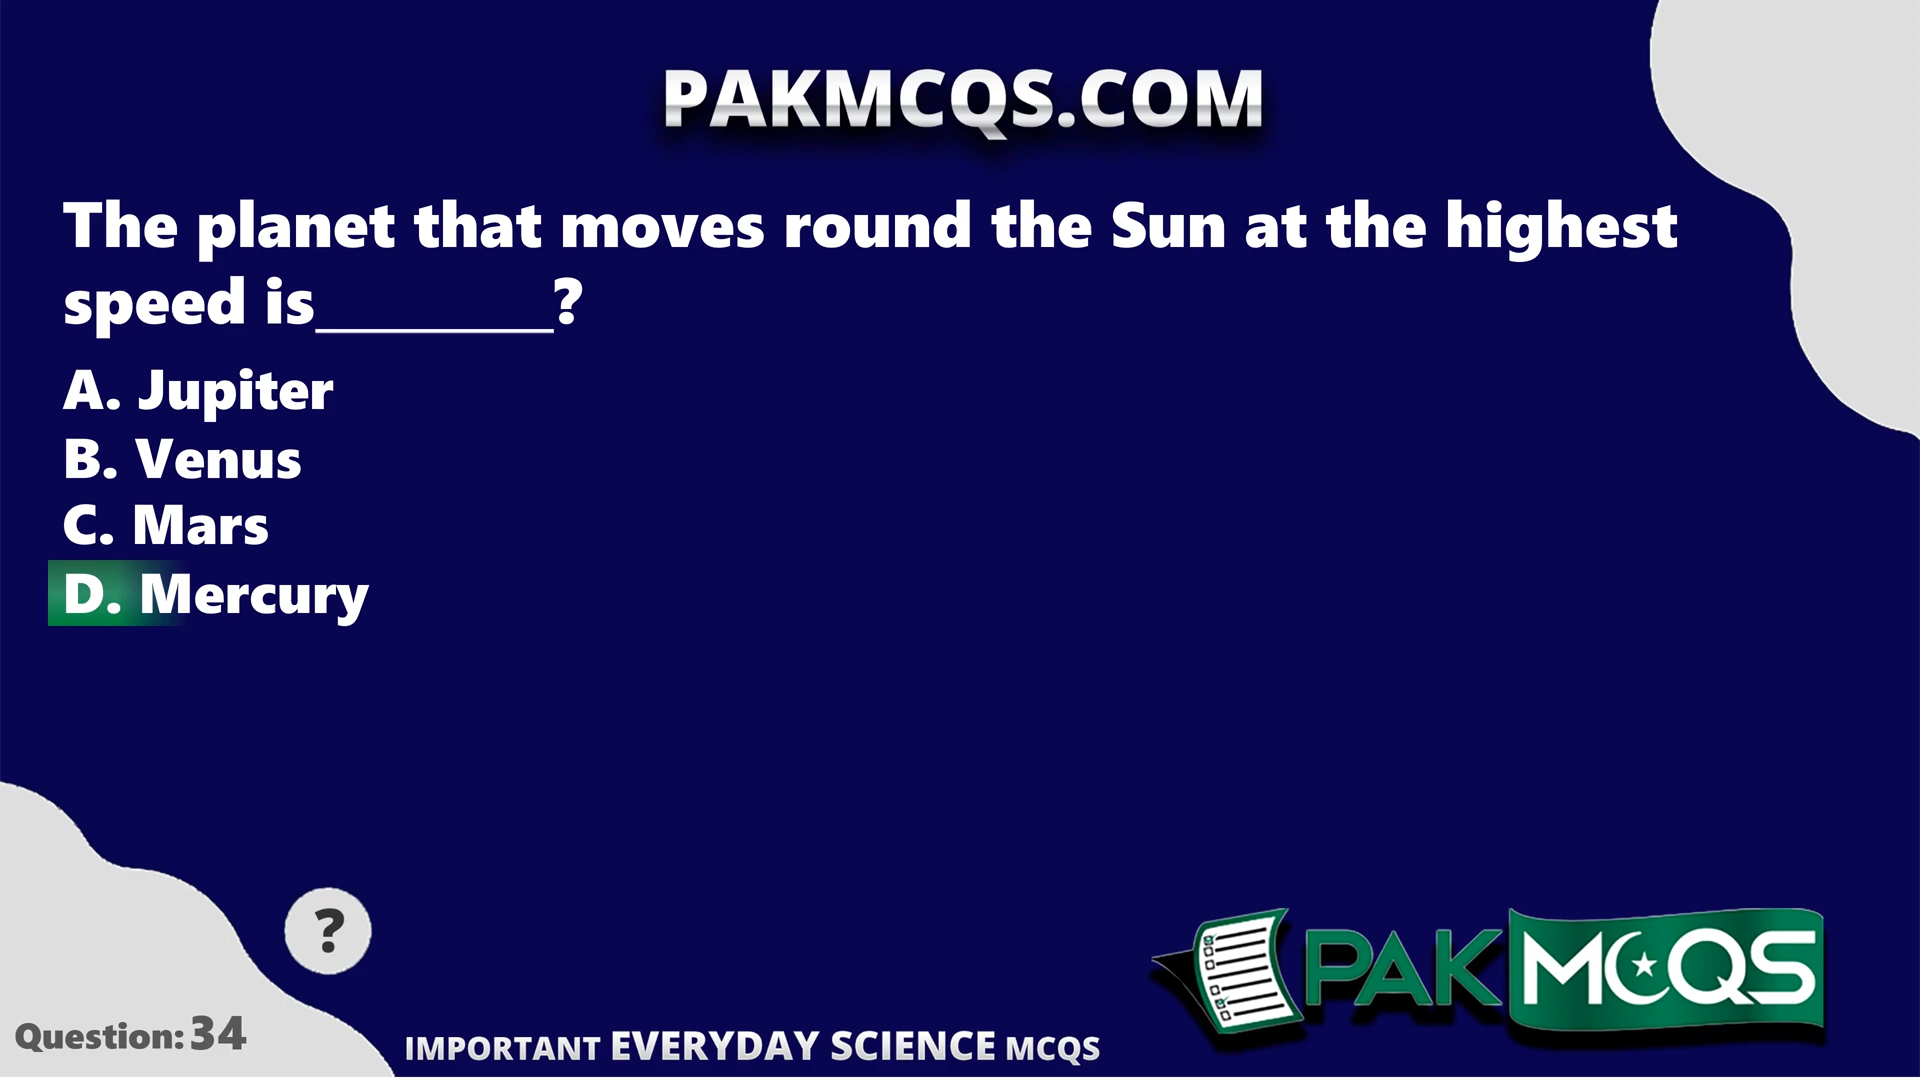 PAKMCQS.COM
The planet that moves round the Sun at the highest
speed is________?
A. Jupiter
B. Venus
C. Mars
D. Mercury
?
Question: 34
IMPORTANT EVERYDAY SCIENCE MCQS
PAKMCQS